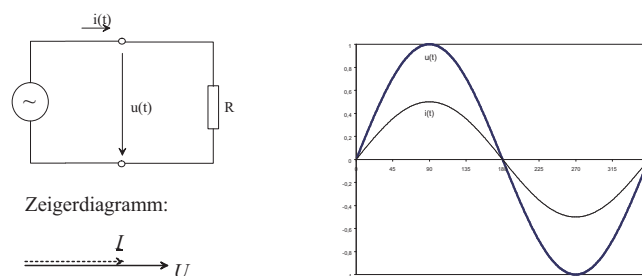 i(t)
~
u(t)
R
Zeigerdiagramm:
I
U
1
0,8
0,6
0,4
0,2
0
-0,2
-0,4
-0,6
-0,8
u(t)
i(t)
0 45 90 135 180 225 270 315